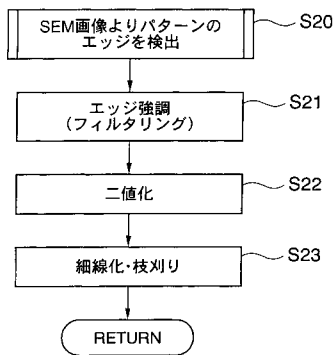 SEM画像よりパターンの
エッジを検出
S20
エッジ強調
(フィルタリング)
S21
二値化
S22
細線化・枝刈り
S23
RETURN